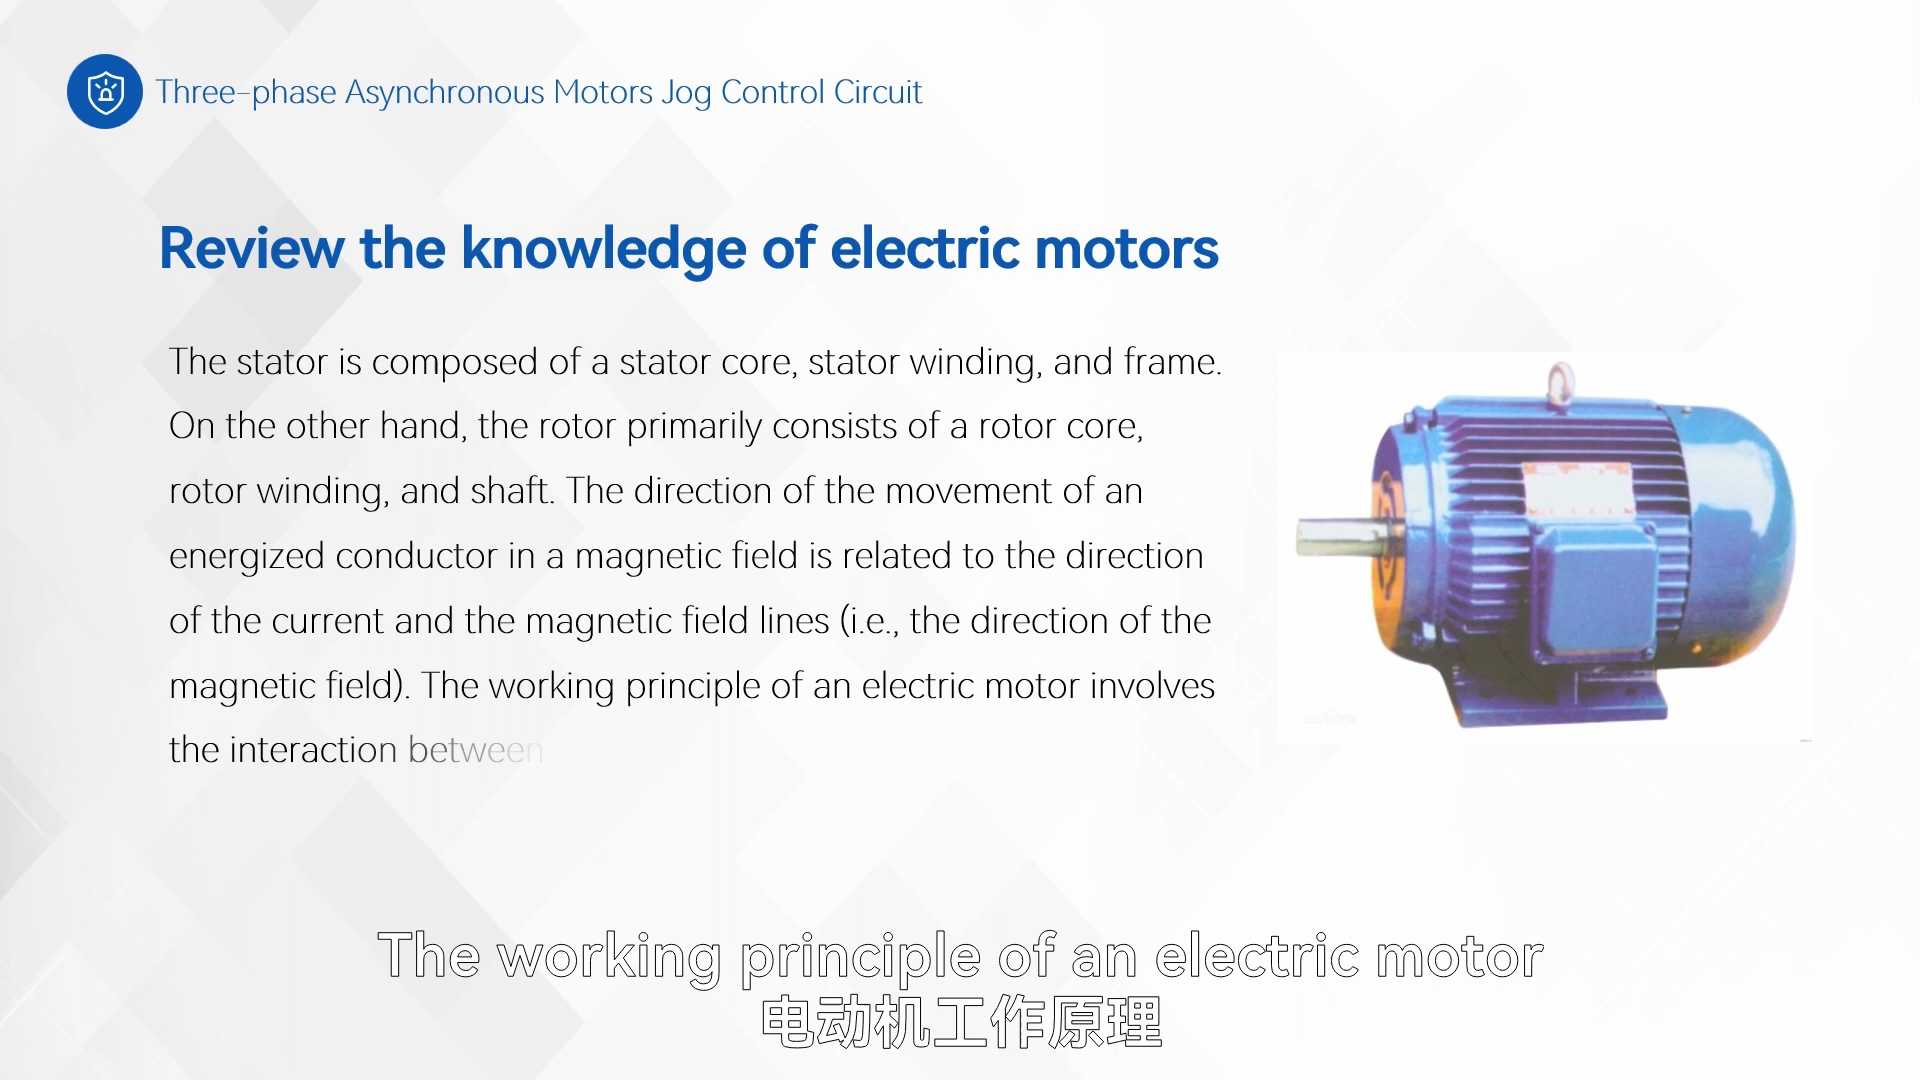 Three-phase Asynchronous Motors Jog Control Circuit
Review the knowledge of electric motors
The stator is composed of a stator core, stator winding, and frame.
On the other hand, the rotor primarily consists of a rotor core,
rotor winding, and shaft. The direction of the movement of an
energized conductor in a magnetic field is related to the direction
of the current and the magnetic field lines (i.e., the direction of the
magnetic field). The working principle of an electric motor involves
the interaction between
The working principle of an electric motor
电动机工作原理